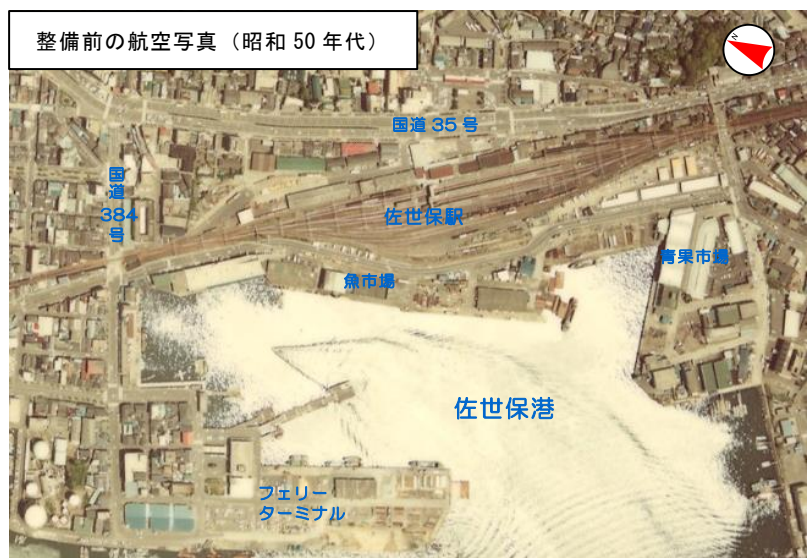 整備前の航空写真（昭和50年代）
N
国道35号
国道
384
号
佐世保駅
青果市場
魚市場
佐世保港
フェリー
ターミナル